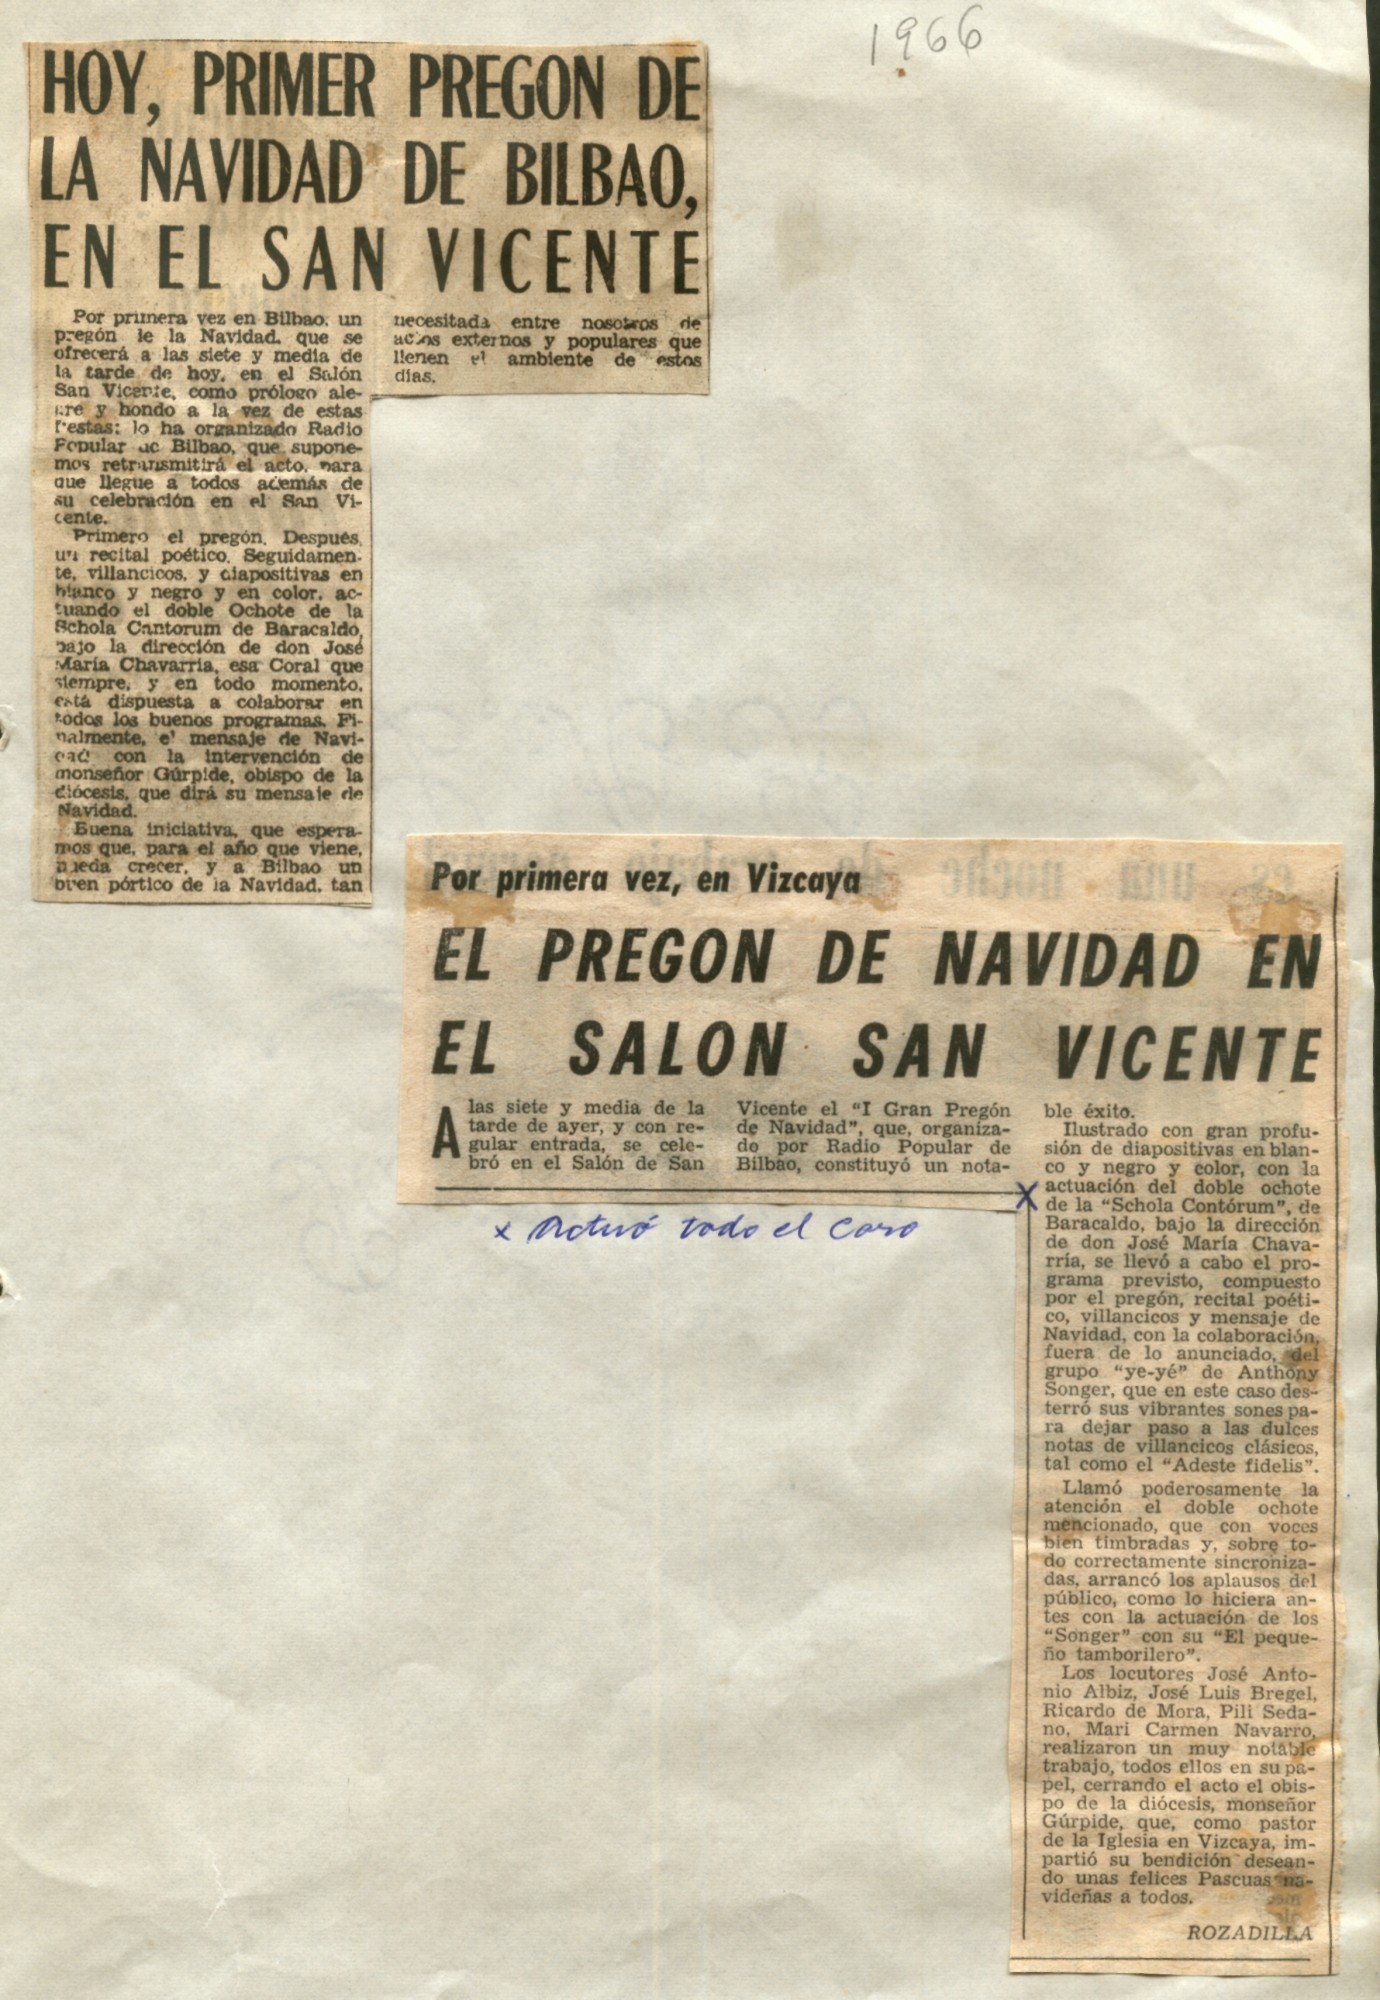 1966
HOY, PRIMER PREGON DE
LA NAVIDAD DE BILBAO,
EN EL SAN VICENTE
Por primera vez en Bilbao, un
pregón de la Navidad, que se
ofrecerá a las siete y media de
la tarde de hoy, en el Salón
San Vicente, como prólogo ale-
gre y hondo a la vez de estas
fiestas; lo ha organizado Radio
Popular de Bilbao, que supone-
mos retransmitirá el acto, para
que llegue a todos además de
su celebración en el San Vi-
cente.
Primero el pregón. Después,
un recital poético. Seguidamen-
te, villancicos, y diapositivas en
blanco y negro y en color, ac-
tuando el doble Ochote de la
Schola Cantorum de Baracaldo,
bajo la dirección de don José
María Chavarría, esa Coral que
siempre, y en todo momento,
está dispuesta a colaborar en
todos los buenos programas. Fi-
nalmente, el mensaje de Navi-
dad con la intervención de
monseñor Gúrpide, obispo de la
diócesis, que dirá su mensaje de
Navidad.
Buena iniciativa, que espera-
mos que, para el año que viene,
pueda crecer, y a Bilbao un
buen pórtico de la Navidad, tan
necesitada entre nosotros de
actos externos y populares que
llenen el ambiente de estos
días.
Por primera vez, en Vizcaya
EL PREGON DE NAVIDAD EN
EL SALON SAN VICENTE
A las siete y media de la
tarde de ayer, y con re-
gular entrada, se cele-
bró en el Salón de San
Vicente el "I Gran Pregón
de Navidad", que, organiza-
do por Radio Popular de
Bilbao, constituyó un nota-
ble éxito.
Ilustrado con gran profu-
sión de diapositivas en blan-
co y negro y color, con la
x actuación del doble ochote
de la "Schola Contórum", de
Baracaldo, bajo la dirección
de don José María Chava-
rría, se llevó a cabo el pro-
grama previsto, compuesto
por el pregón, recital poéti-
co, villancicos y mensaje de
Navidad, con la colaboración,
fuera de lo anunciado, del
grupo "ye-yé" de Anthony
Songer, que en este caso des-
terró sus vibrantes sones pa-
ra dejar paso a las dulces
notas de villancicos clásicos,
tal como el "Adeste fidelis".
Llamó poderosamente la
atención el doble ochote
mencionado, que con voces
bien timbradas y, sobre to-
do correctamente sincroniza-
das, arrancó los aplausos del
público, como lo hiciera an-
tes con la actuación de los
"Songer" con su "El peque-
ño tamborilero".
Los locutores José Anto-
nio Albiz, José Luis Bregel,
Ricardo de Mora, Pili Seda-
no, Mari Carmen Navarro,
realizaron un muy notable
trabajo, todos ellos en su pa-
pel, cerrando el acto el obis-
po de la diócesis, monseñor
Gúrpide, que, como pastor
de la Iglesia en Vizcaya, im-
partió su bendición desean-
do unas felices Pascuas na-
videñas a todos.
ROZADILLA
x Actuó todo el Coro